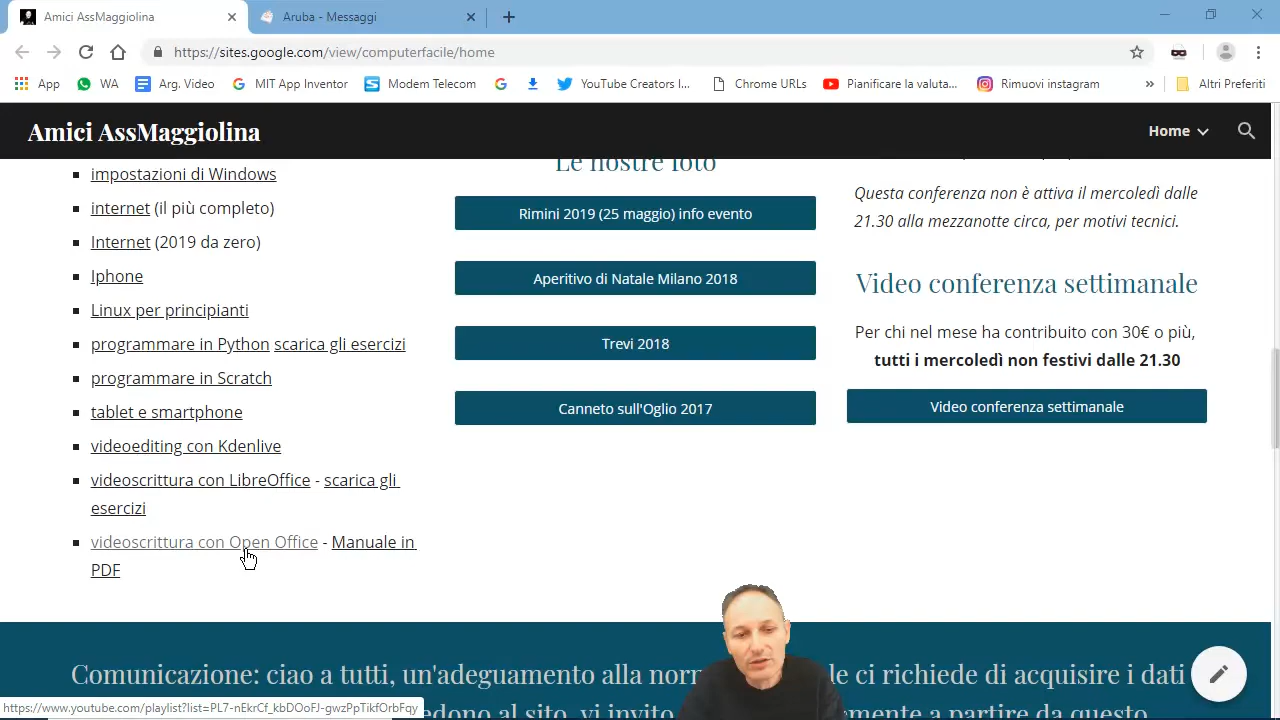 Amici AssMaggiolina
Aruba - Messaggi
https://sites.google.com/view/computerfacile/home
App
WA
Arg. Video
MIT App Inventor
Modem Telecom
YouTube Creators I...
Chrome URLs
Pianificare la valuta...
Rimuovi instagram
»
Altri Preferiti
Amici AssMaggiolina
Home
impostazioni di Windows
internet (il più completo)
Internet (2019 da zero)
Iphone
Linux per principianti
programmare in Python scarica gli esercizi
programmare in Scratch
tablet e smartphone
videoediting con Kdenlive
videoscrittura con LibreOffice - scarica gli
esercizi
videoscrittura con Open Office - Manuale in
PDF
Le nostre foto
Rimini 2019 (25 maggio) info evento
Aperitivo di Natale Milano 2018
Trevi 2018
Canneto sull'Oglio 2017
Questa conferenza non è attiva il mercoledì dalle
21.30 alla mezzanotte circa, per motivi tecnici.
Video conferenza settimanale
Per chi nel mese ha contribuito con 30€ o più,
tutti i mercoledì non festivi dalle 21.30
Video conferenza settimanale
Comunicazione: ciao a tutti, un'adeguamento alla le ci richiede di acquisire i dati
edono al sito, vi invito a partire da questo
https://www.youtube.com/playlist?list=PL7-nEkrCf_kbDOoFJ-gwzPpTikfOrbFqy